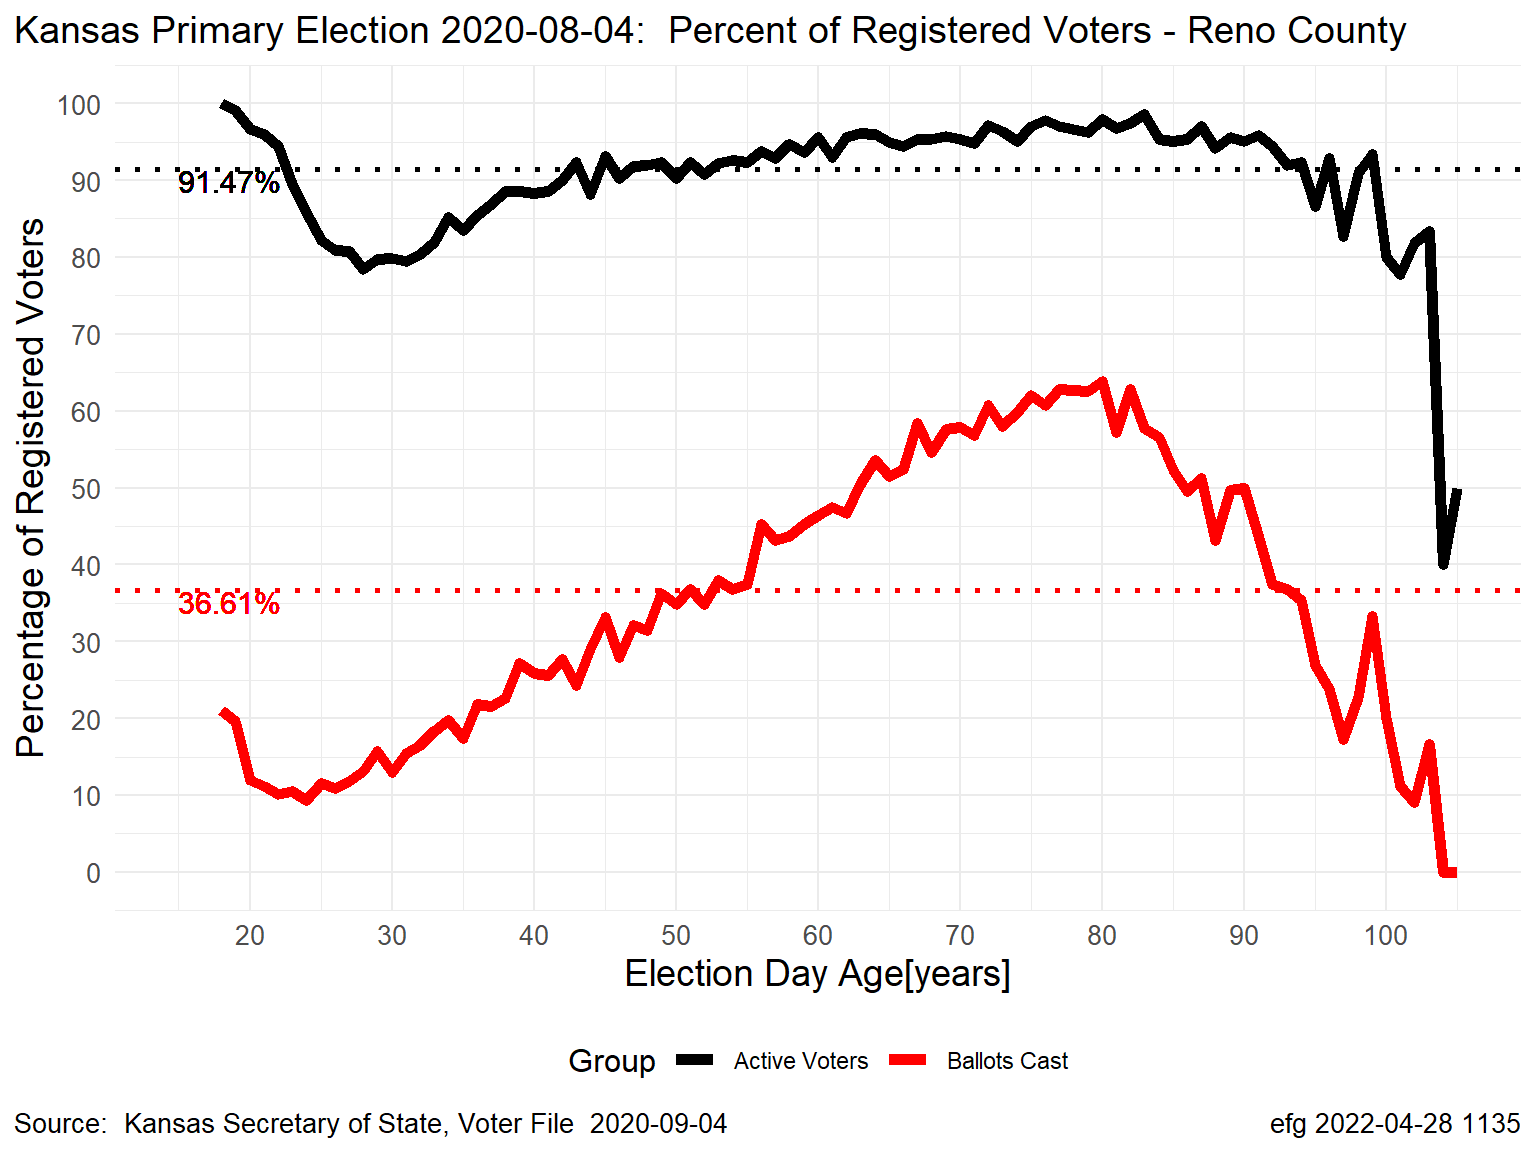 Kansas Primary Election 2020-08-04:  Percent of Registered Voters - Reno County
Percentage of Registered Voters
100
90
80
70
60
50
40
30
20
10
0
91.47%
36.61%
20 30 40 50 60 70 80 90 100
Election Day Age[years]
Group Active Voters Ballots Cast
Source:  Kansas Secretary of State, Voter File  2020-09-04
efg 2022-04-28 1135